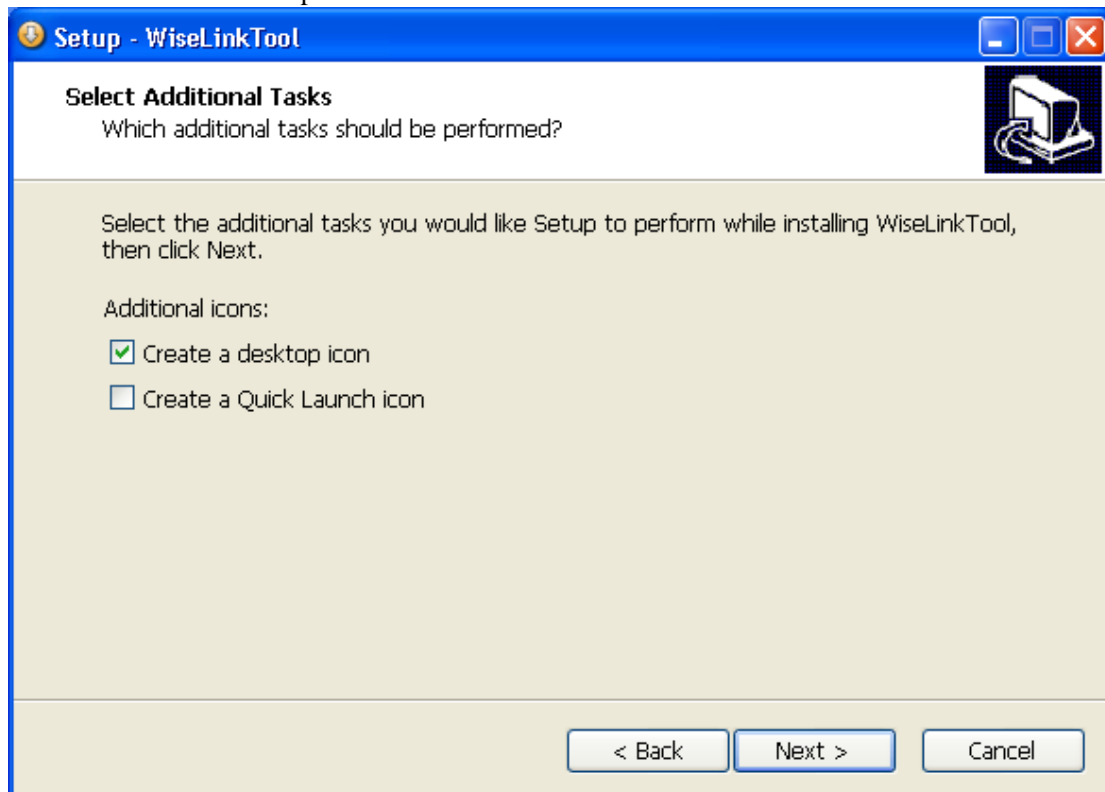 Setup - WiseLinkTool
Select Additional Tasks
Which additional tasks should be performed?
Select the additional tasks you would like Setup to perform while installing WiseLinkTool,
then click Next.
Additional icons:
Create a desktop icon
Create a Quick Launch icon
< Back
Next >
Cancel